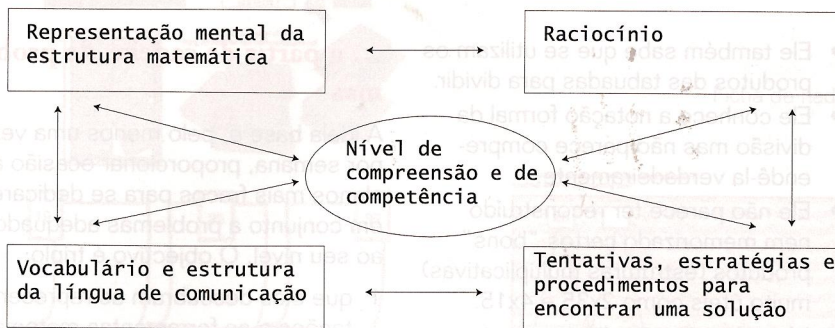 Representação mental da
estrutura matemática
Raciocínio
Nível de
compreensão e de
competência
Vocabulário e estrutura
da língua de comunicação
Tentativas, estratégias e
procedimentos para
encontrar uma solução